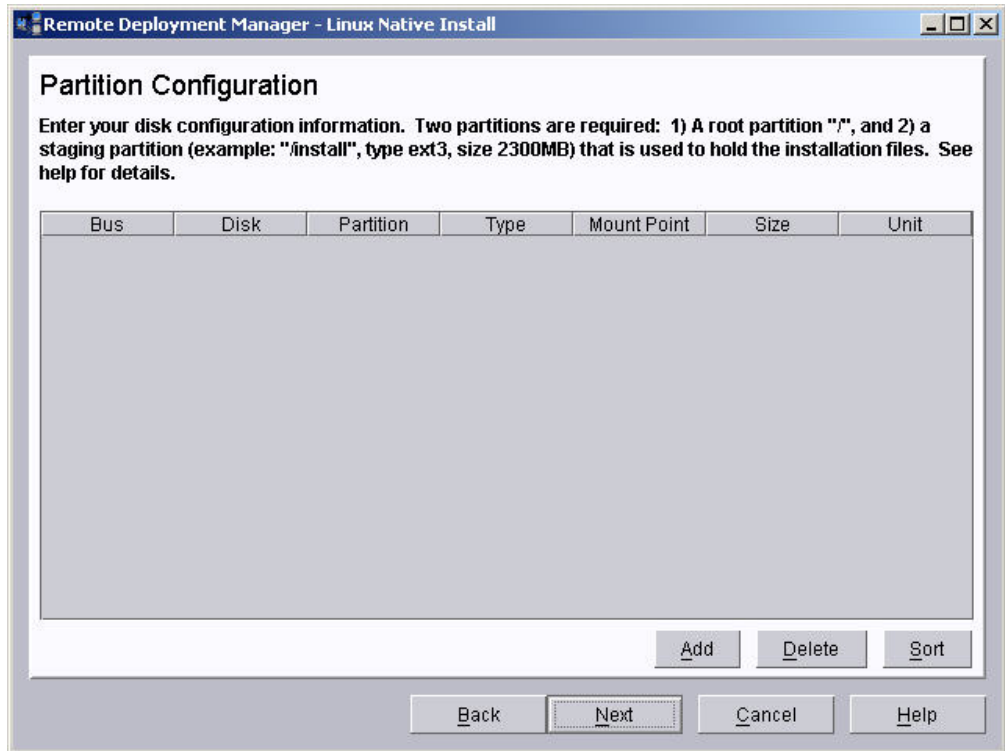 Remote Deployment Manager - Linux Native Install
Partition Configuration
Enter your disk configuration information.  Two partitions are required:  1) A root partition "/", and 2) a
staging partition (example: "/install", type ext3, size 2300MB) that is used to hold the installation files.  See
help for details.
Bus Disk Partition Type Mount Point Size Unit
Add Delete Sort
Back Next Cancel Help